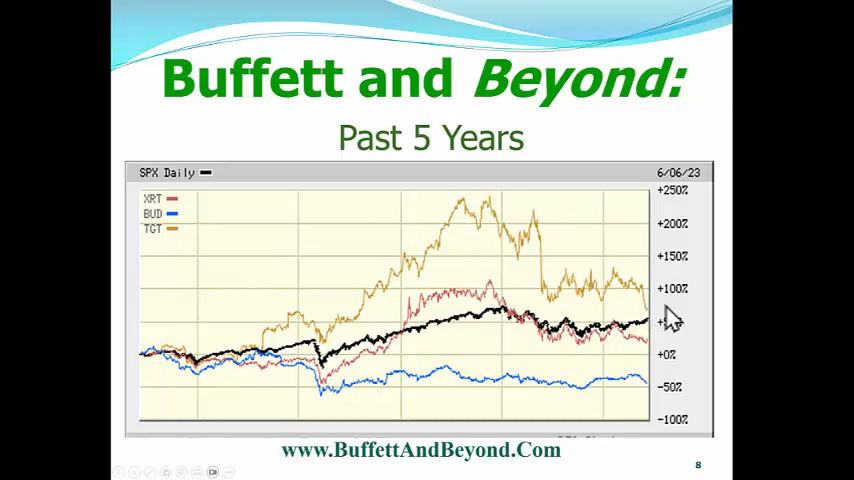 Buffett and Beyond:
Past 5 Years
SPX Daily 6/06/23
XRT
BUD
TGT
+250%
+200%
+150%
+100%
+0%
-50%
-100%
www.BuffettAndBeyond.Com
8